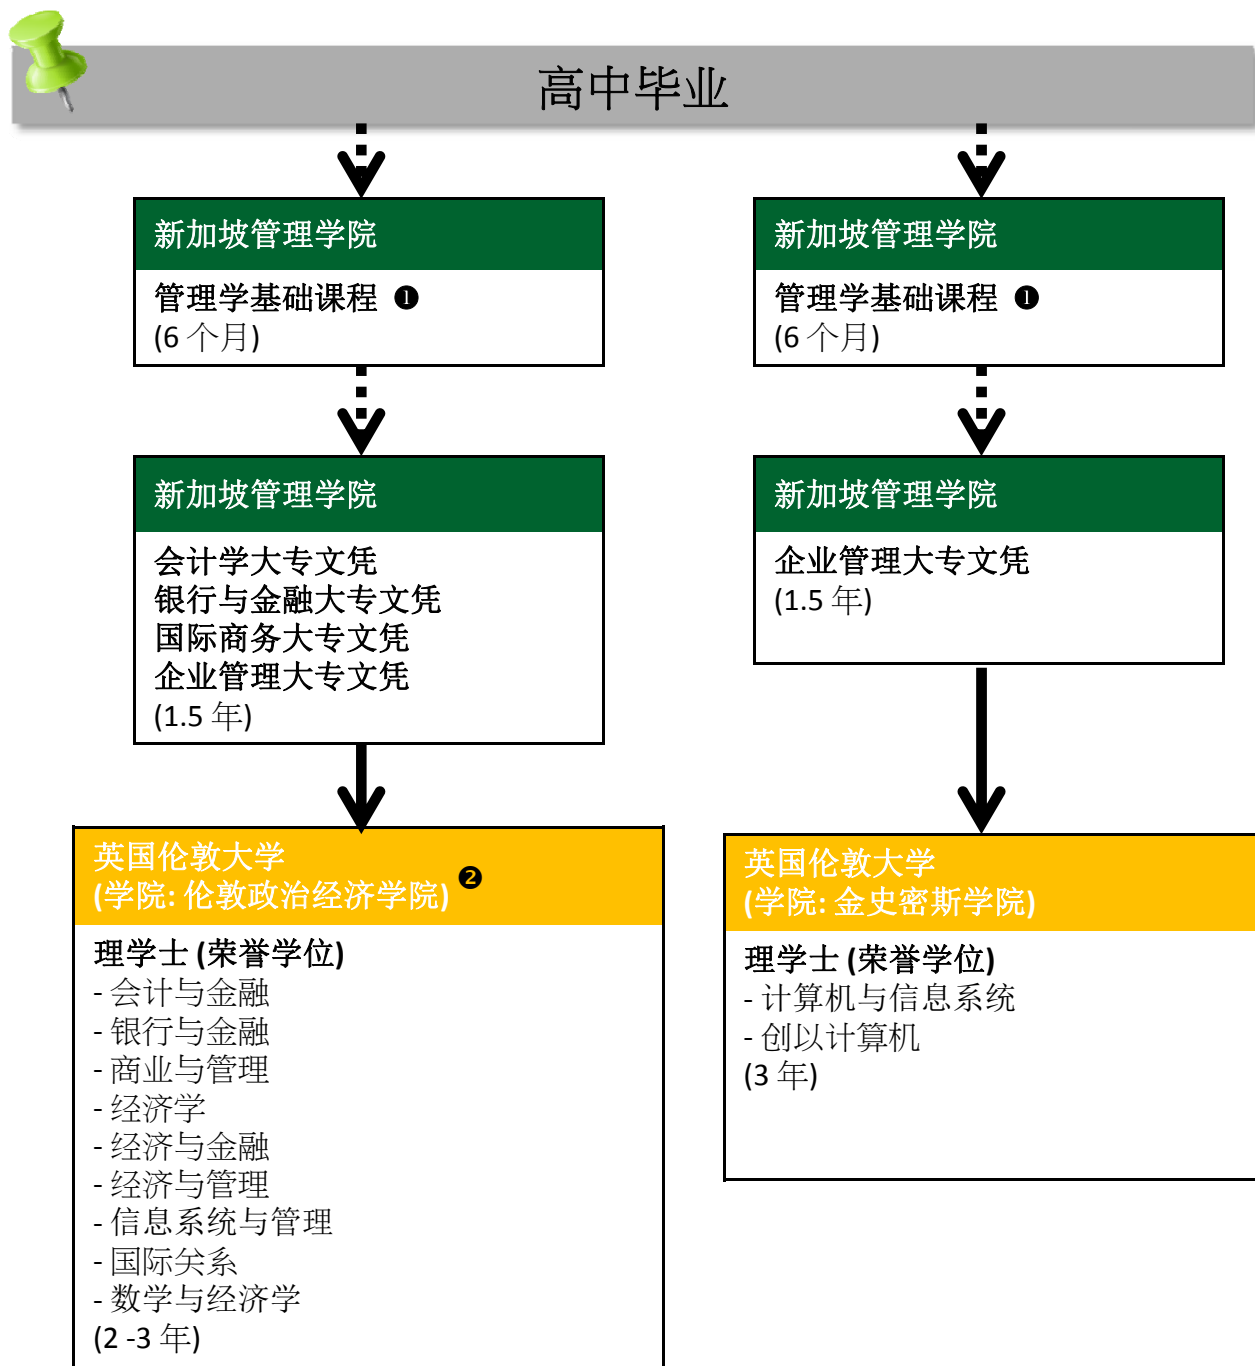 高中毕业
新加坡管理学院
管理学基础课程 ❶
(6 个月)
新加坡管理学院
会计学大专文凭
银行与金融大专文凭
国际商务大专文凭
企业管理大专文凭
(1.5 年)
英国伦敦大学
(学院: 伦敦政治经济学院) ❷
理学士 (荣誉学位)
- 会计与金融
- 银行与金融
- 商业与管理
- 经济学
- 经济与金融
- 经济与管理
- 信息系统与管理
- 国际关系
- 数学与经济学
(2 -3 年)
新加坡管理学院
管理学基础课程 ❶
(6 个月)
新加坡管理学院
企业管理大专文凭
(1.5 年)
英国伦敦大学
(学院: 金史密斯学院)
理学士 (荣誉学位)
- 计算机与信息系统
- 创以计算机
(3 年)